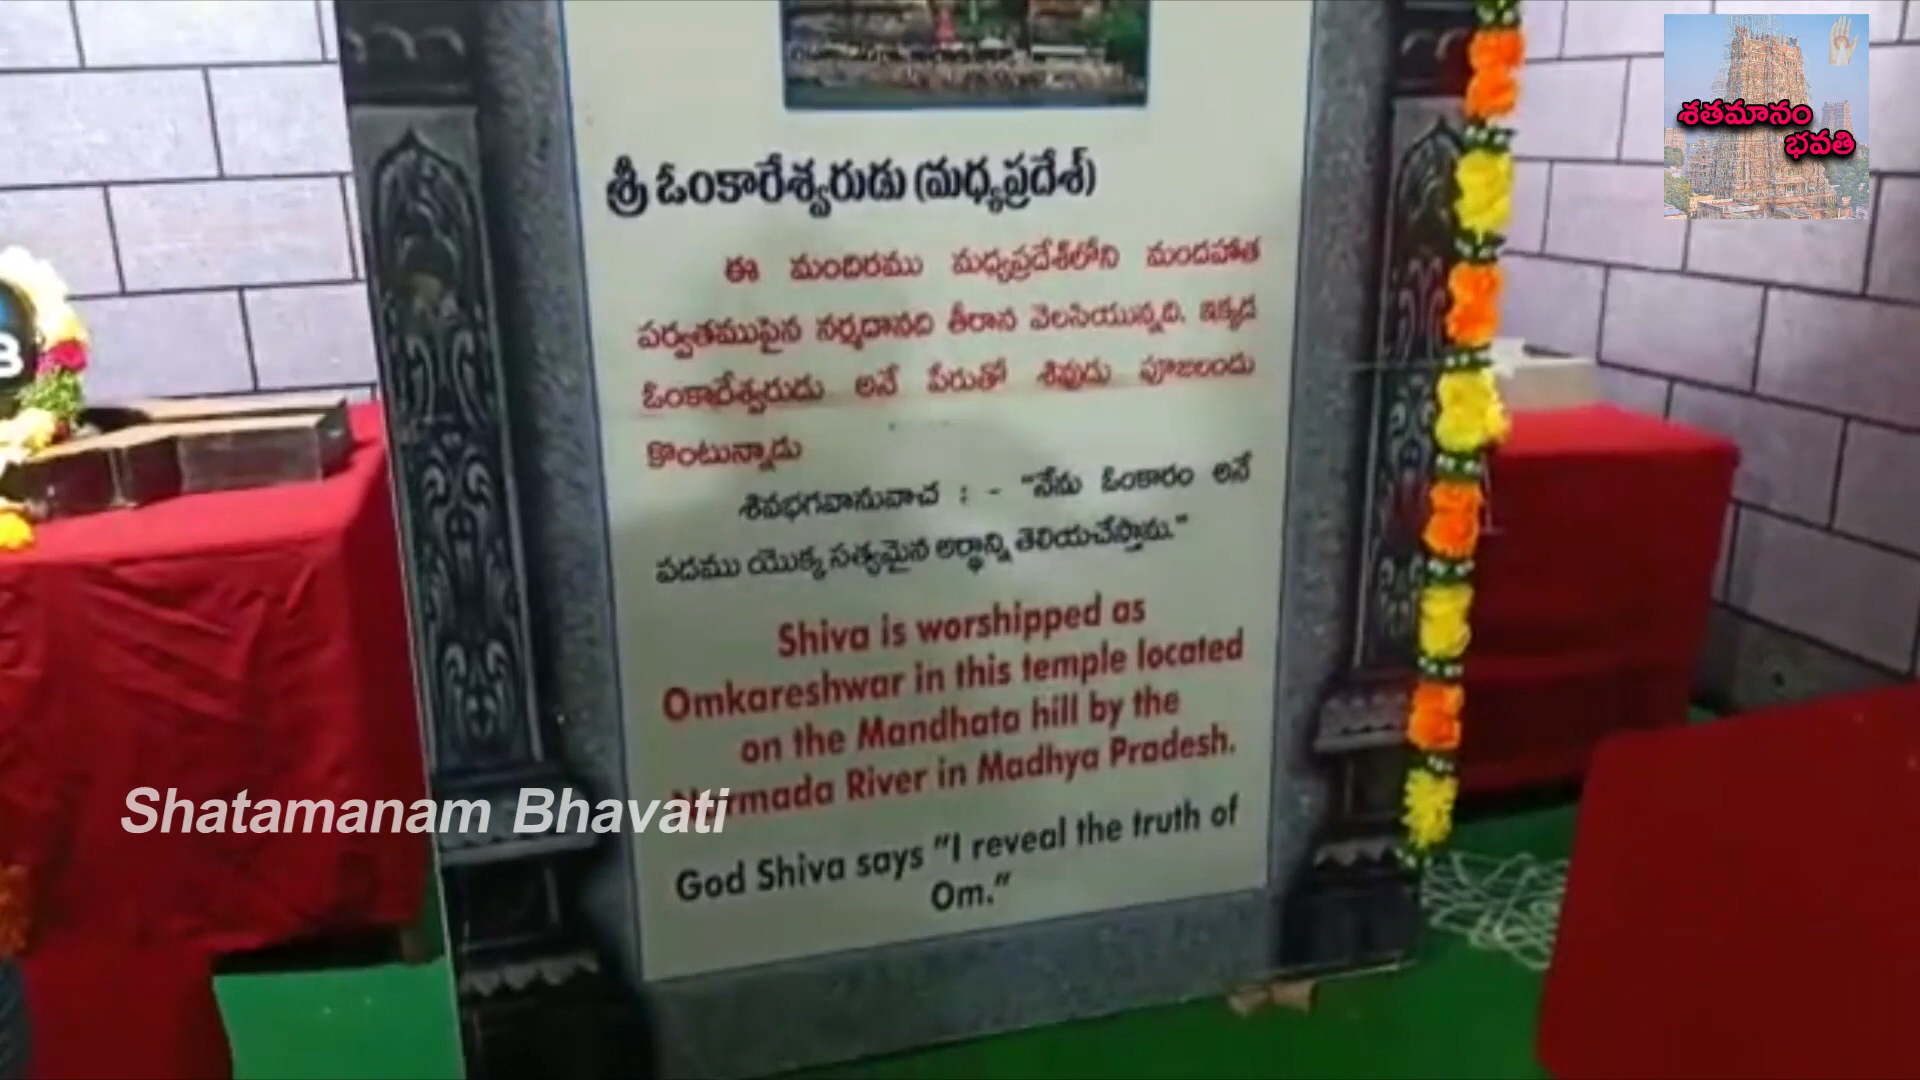 శతమానం
భవతి
శ్రీ ఓంకారేశ్వరుడు (మధ్యప్రదేశ్)
ఈ మందిరము మధ్యప్రదేశ్‌లోని మందహాత
పర్వతముపైన నర్మదానది తీరాన వెలసియున్నది. ఇక్కడ
ఓంకారేశ్వరుడు అనే పేరుతో శివుడు పూజలందు
కొంటున్నాడు
శివభగవానువాచ : - "నేను ఓంకారం అనే
పదము యొక్క సత్యమైన అర్థాన్ని తెలియచేస్తాను."
Shiva is worshipped as
Omkareshwar in this temple located
on the Mandhata hill by the
Narmada River in Madhya Pradesh.
God Shiva says "I reveal the truth of
Om."
Shatamanam Bhavati